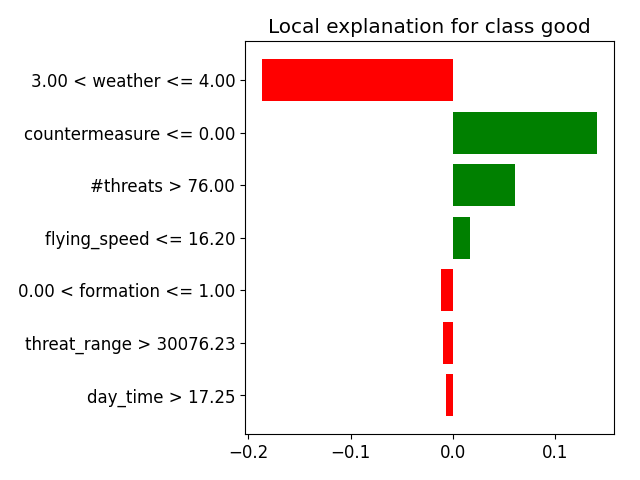 Local explanation for class good
3.00 < weather <= 4.00
countermeasure <= 0.00
#threats > 76.00
flying_speed <= 16.20
0.00 < formation <= 1.00
threat_range > 30076.23
day_time > 17.25
−0.2 −0.1 0.0 0.1